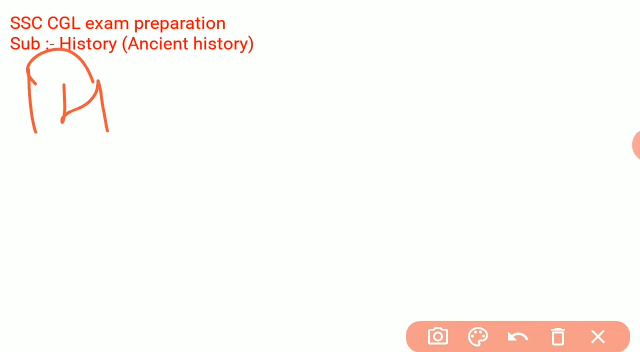 SSC CGL exam preparation
Sub :- History (Ancient history)